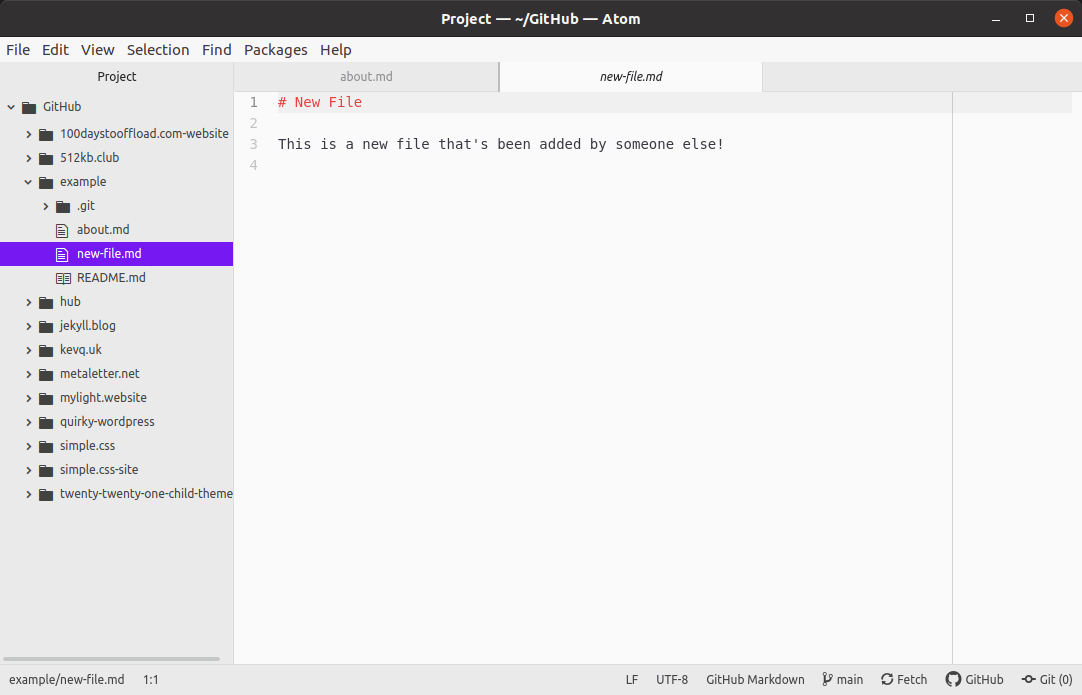 Project — ~/GitHub — Atom
File Edit View Selection Find Packages Help
Project
about.md
new-file.md
GitHub
100daystooffload.com-website
512kb.club
example
.git
about.md
new-file.md
README.md
hub
jekyll.blog
kevq.uk
metaletter.net
mylight.website
quirky-wordpress
simple.css
simple.css-site
twenty-twenty-one-child-theme
1 # New File
2
3 This is a new file that's been added by someone else!
4
example/new-file.md 1:1 LF UTF-8 GitHub Markdown main Fetch GitHub Git (0)